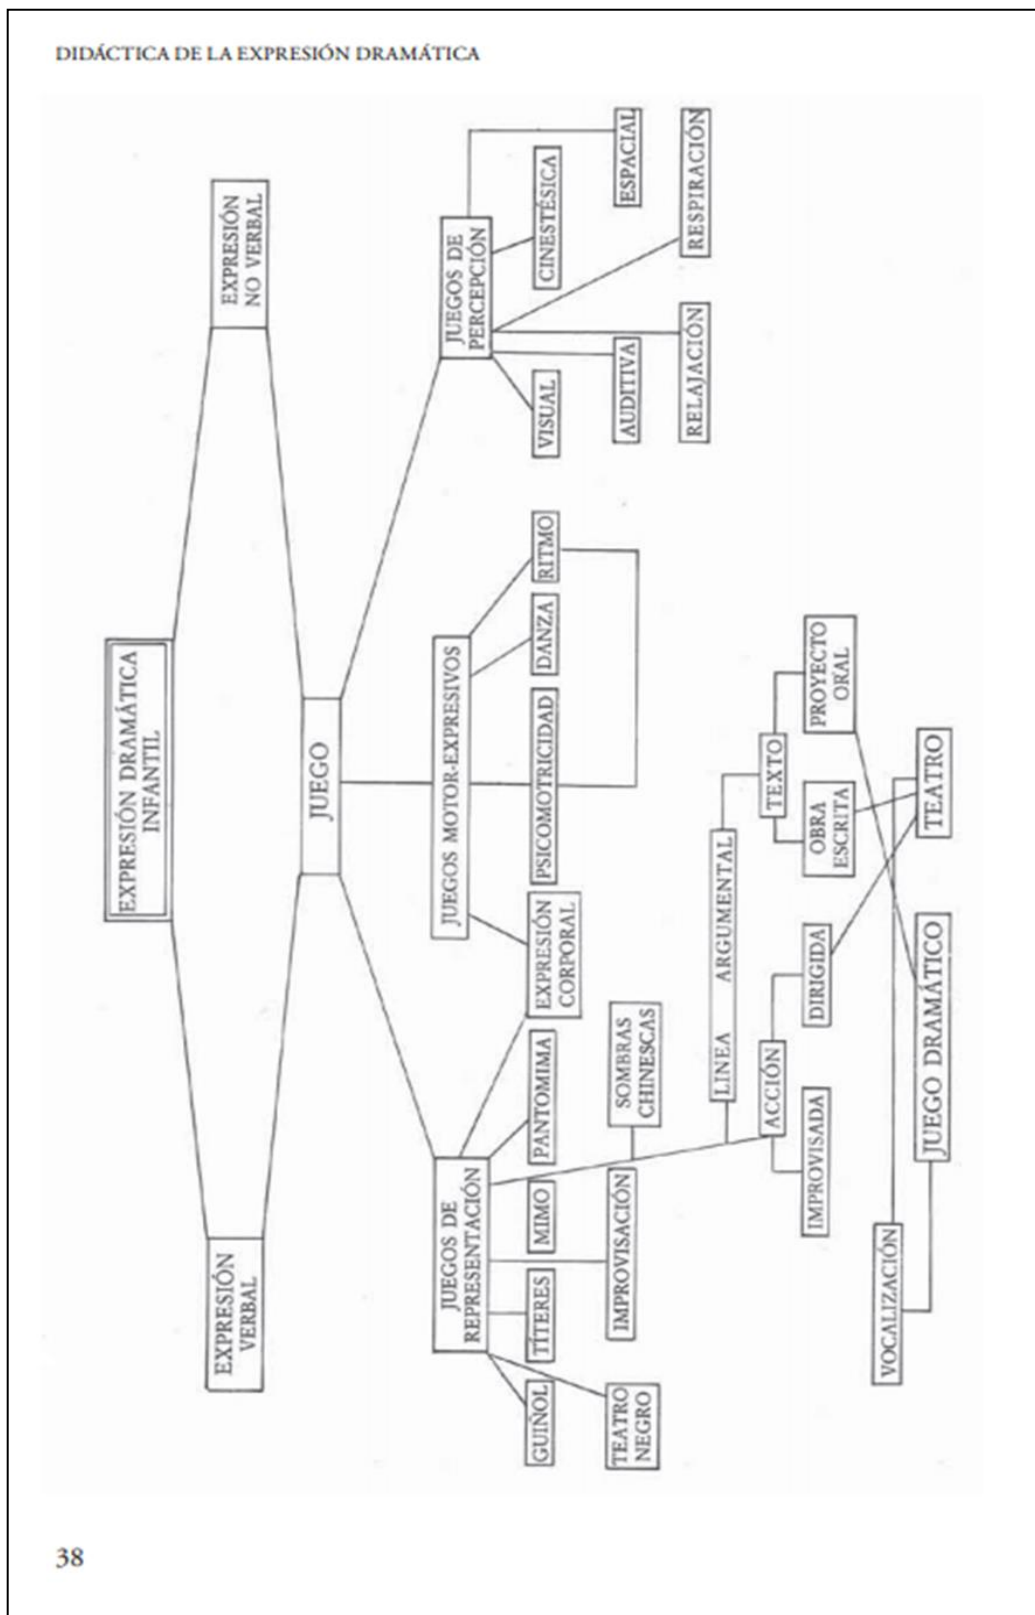 DIDÁCTICA DE LA EXPRESIÓN DRAMÁTICA
EXPRESIÓN DRAMÁTICA
INFANTIL
EXPRESIÓN
VERBAL
EXPRESIÓN
NO VERBAL
JUEGO
JUEGOS DE
REPRESENTACIÓN
JUEGOS MOTOR-EXPRESIVOS
JUEGOS DE
PERCEPCIÓN
GUIÑOL
TÍTERES
MIMO
PANTOMIMA
EXPRESIÓN
CORPORAL
PSICOMOTRICIDAD
DANZA
RITMO
VISUAL
CINESTÉSICA
TEATRO
NEGRO
IMPROVISACIÓN
SOMBRAS
CHINESCAS
AUDITIVA
ESPACIAL
RELAJACIÓN
RESPIRACIÓN
LINEA ARGUMENTAL
ACCIÓN
TEXTO
IMPROVISADA
DIRIGIDA
OBRA
ESCRITA
PROYECTO
ORAL
VOCALIZACIÓN
JUEGO DRAMÁTICO
TEATRO
38